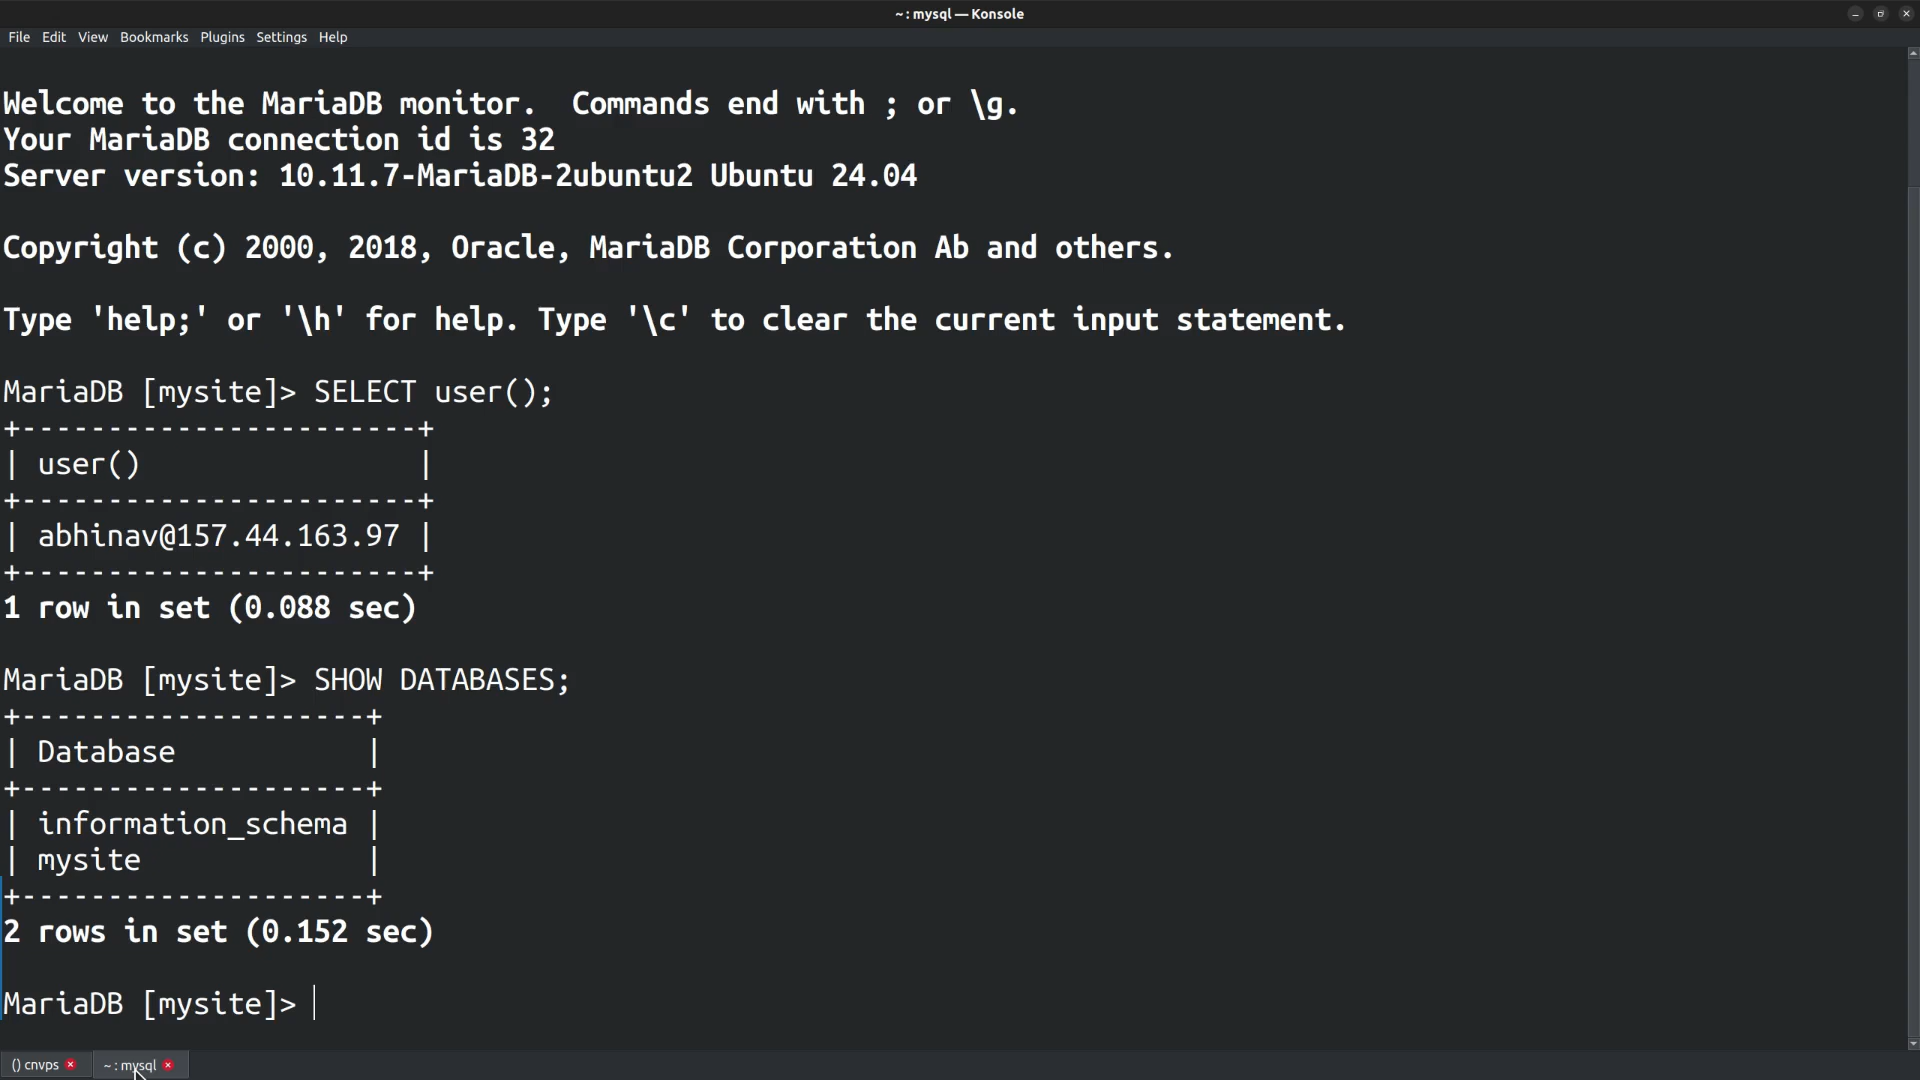 ~ : mysql — Konsole
File Edit View Bookmarks Plugins Settings Help
Welcome to the MariaDB monitor.  Commands end with ; or \g.
Your MariaDB connection id is 32
Server version: 10.11.7-MariaDB-2ubuntu2 Ubuntu 24.04
Copyright (c) 2000, 2018, Oracle, MariaDB Corporation Ab and others.
Type 'help;' or '\h' for help. Type '\c' to clear the current input statement.
MariaDB [mysite]> SELECT user();
+-----------------------+
| user()                |
+-----------------------+
| abhinav@157.44.163.97 |
+-----------------------+
1 row in set (0.088 sec)
MariaDB [mysite]> SHOW DATABASES;
+--------------------+
| Database           |
+--------------------+
| information_schema |
| mysite             |
+--------------------+
2 rows in set (0.152 sec)
MariaDB [mysite]>
() cnvps ~ : mysql